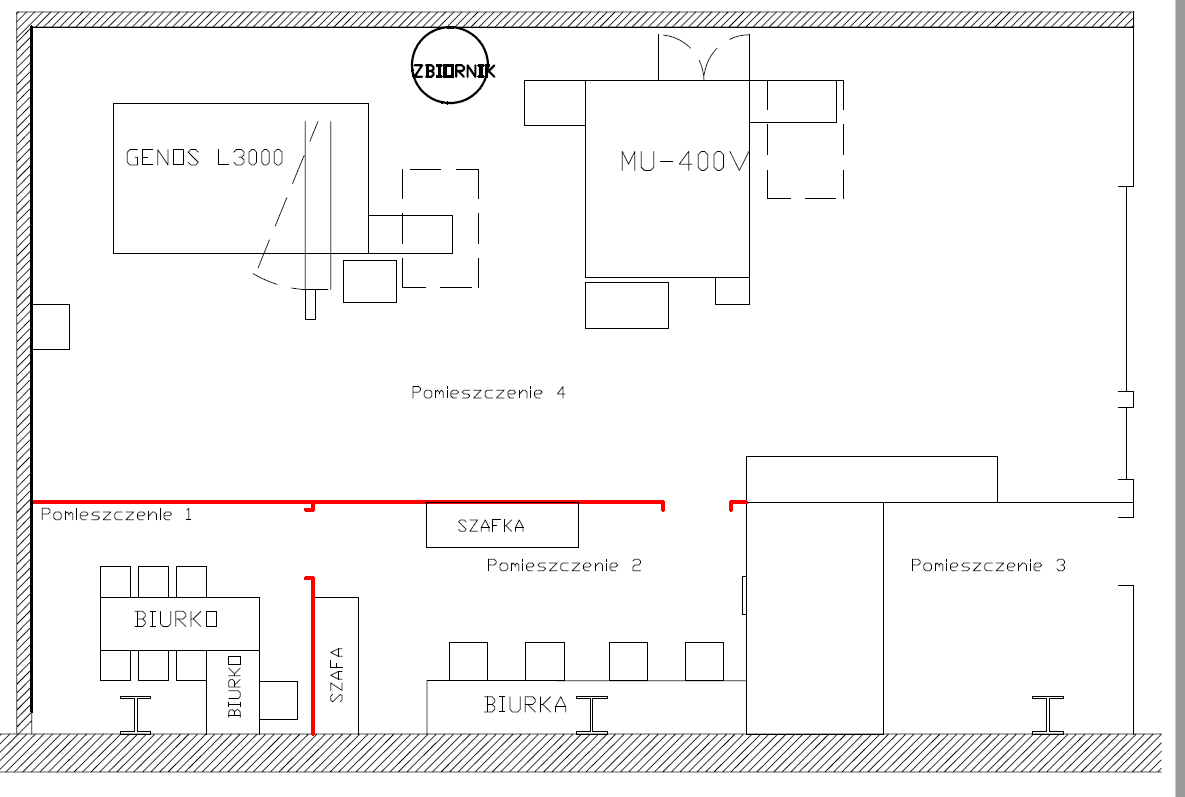 ZBIORNIK
GENOS L3000
MU-400V
Pomieszczenie 4
Pomieszczenie 1
SZAFKA
Pomieszczenie 2
Pomieszczenie 3
BIURKO
BIURKO
SZAFA
BIURKA